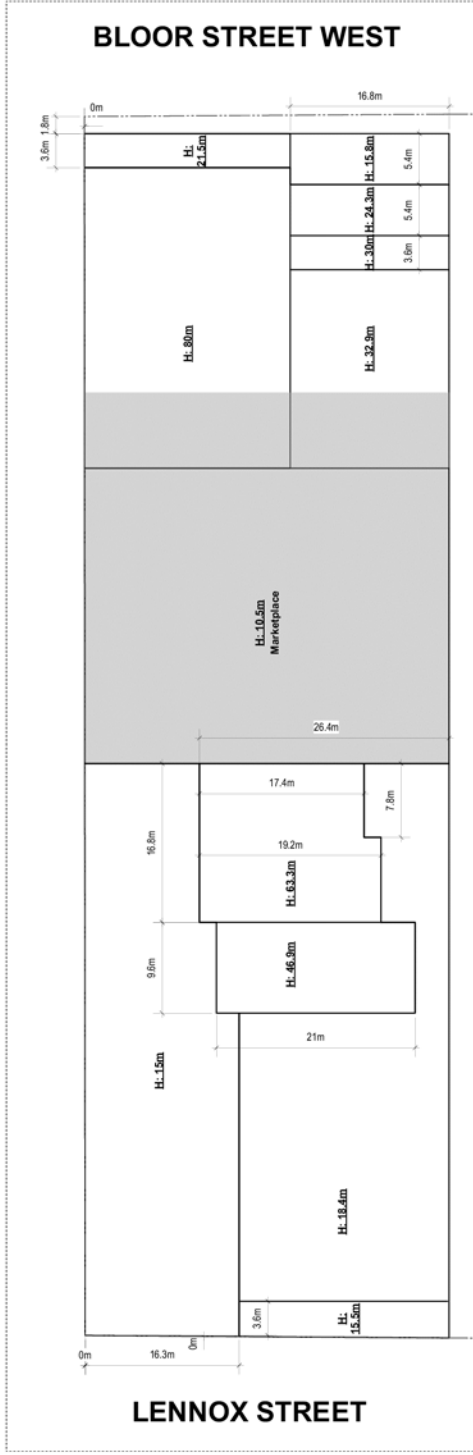 BLOOR STREET WEST
16.8m
0m
1.8m
3.6m
H:
21.5m
H: 15.8m
5.4m
H: 24.3m
5.4m
H: 30m
3.6m
H: 80m
H: 32.9m
H: 10.5m
Marketplace
26.4m
17.4m
7.8m
16.8m
19.2m
H: 63.3m
9.6m
H: 46.9m
21m
H: 15m
H: 18.4m
3.6m
H:
15.5m
0m
0m
16.3m
LENNOX STREET